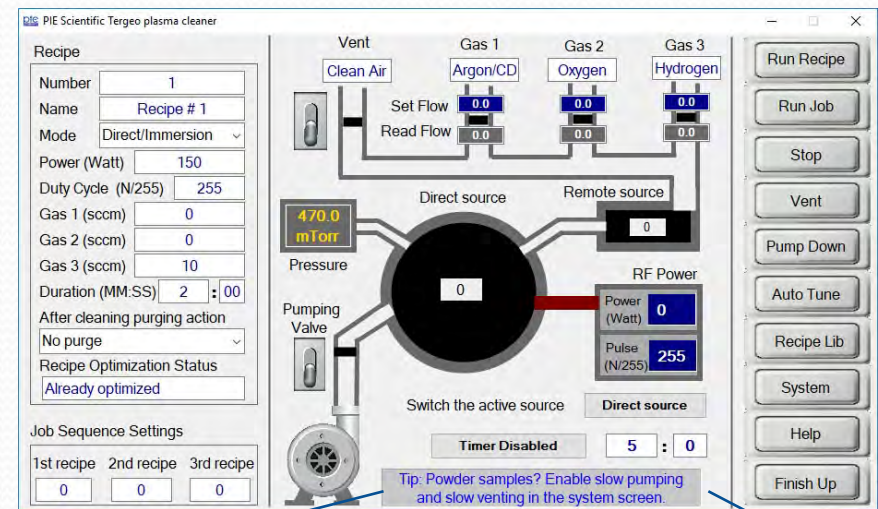 PIE Scientific Tergeo plasma cleaner
Recipe
Number 1
Name Recipe # 1
Mode Direct/Immersion
Power (Watt) 150
Duty Cycle (N/255) 255
Gas 1 (sccm) 0
Gas 2 (sccm) 0
Gas 3 (sccm) 10
Duration (MM:SS) 2 : 00
After cleaning purging action
No purge
Recipe Optimization Status
Already optimized
Job Sequence Settings
1st recipe 2nd recipe 3rd recipe
0 0 0
Vent Gas 1 Gas 2 Gas 3
Clean Air Argon/CD Oxygen Hydrogen
Set Flow 0.0 0.0 0.0
Read Flow 0.0 0.0 0.0
Direct source Remote source
470.0
mTorr
Pressure
0
0
RF Power
Power
(Watt) 0
Pulse
(N/255) 255
Pumping
Valve
Switch the active source Direct source
Timer Disabled 5 : 0
Tip: Powder samples? Enable slow pumping
and slow venting in the system screen.
Run Recipe
Run Job
Stop
Vent
Pump Down
Auto Tune
Recipe Lib
System
Help
Finish Up